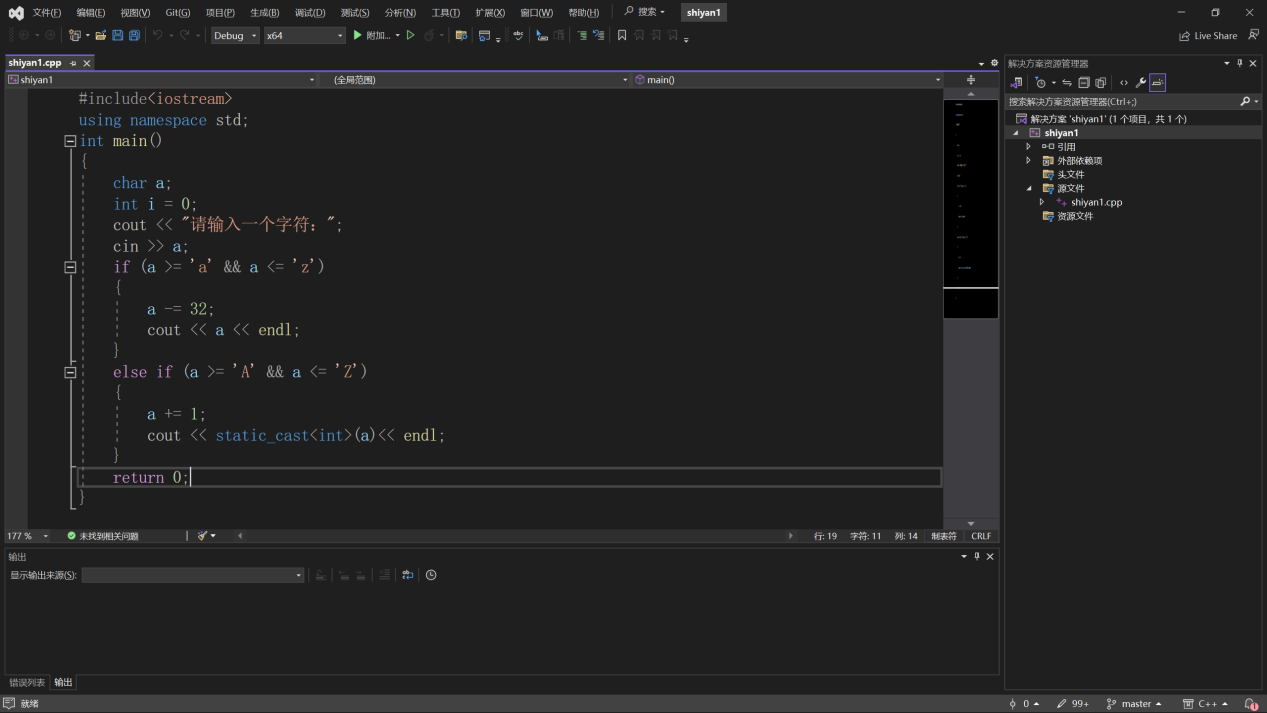 文件(F) 编辑(E) 视图(V) Git(G) 项目(P) 生成(B) 调试(D) 测试(S) 分析(N) 工具(T) 扩展(X) 窗口(W) 帮助(H) 搜索 shiyan1
Debug x64 附加... Live Share
shiyan1.cpp
shiyan1 (全局范围) main()
#include<iostream>
using namespace std;
int main()
{
char a;
int i = 0;
cout << "请输入一个字符：";
cin >> a;
if (a >= 'a' && a <= 'z')
{
a -= 32;
cout << a << endl;
}
else if (a >= 'A' && a <= 'Z')
{
a += 1;
cout << static_cast<int>(a)<< endl;
}
return 0;
}
177 % 未找到相关问题 行: 19 字符: 11 列: 14 制表符 CRLF
输出
显示输出来源(S):
错误列表 输出
解决方案资源管理器
搜索解决方案资源管理器(Ctrl+;)
解决方案 'shiyan1' (1 个项目，共 1 个)
shiyan1
引用
外部依赖项
头文件
源文件
shiyan1.cpp
资源文件
就绪 0 99+ master C++ 1